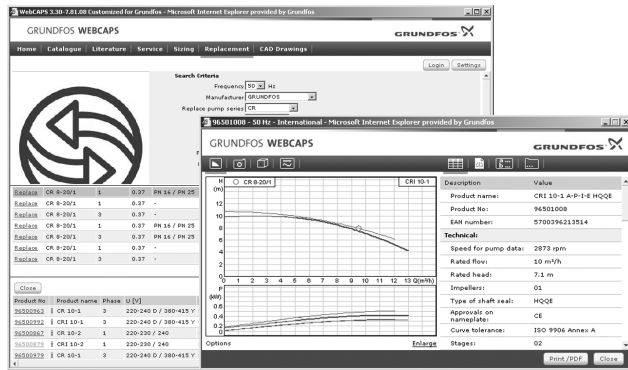 WebCAPS 3.30-7.81.08 Customized for Grundfos - Microsoft Internet Explorer provided by Grundfos
GRUNDFOS WEBCAPS
GRUNDFOS
Home Catalogue Literature Service Sizing Replacement CAD Drawings
Login Settings
Search Criteria
Frequency 50 Hz
Manufacturer GRUNDFOS
Replace pump series CR
Replace CR 8-20/1 1 0.37 PN 16 / PN 25
Replace CR 8-20/1 1 0.37 -
Replace CR 8-20/1 3 0.37 -
Replace CR 8-20/1 1 0.37 PN 16 / PN 25
Replace CR 8-20/1 3 0.37 PN 16 / PN 25
Replace CR 8-20/1 1 0.37 -
Replace CR 8-20/1 3 0.37 -
Close
Product No Product name Phase U [V]
96500963 CR 10-1 3 220-240 D / 380-415 Y
96500992 CRI 10-1 3 220-240 D / 380-415 Y
96500867 CR 10-2 1 220-230 / 240
96500879 CRI 10-2 1 220-230 / 240
96500979 CR 10-1 3 220-240 D / 380-415 Y
96501008 - 50 Hz - International - Microsoft Internet Explorer provided by Grundfos
GRUNDFOS WEBCAPS
GRUNDFOS
H (m)
CR 8-20/1
CRI 10-1
12
10
8
6
4
2
0
0 1 2 3 4 5 6 7 8 9 10 11 12 13 Q(m³/h)
P (kW)
0.6
0.4
0.2
0.0
Options Enlarge
Description Value
Product name: CRI 10-1 A-P-I-E HQQE
Product No: 96501008
EAN number: 5700396213514
Technical:
Speed for pump data: 2873 rpm
Rated flow: 10 m³/h
Rated head: 7.1 m
Impellers: 01
Type of shaft seal: HQQE
Approvals on nameplate: CE
Curve tolerance: ISO 9906 Annex A
Stages: 02
Print /PDF Close